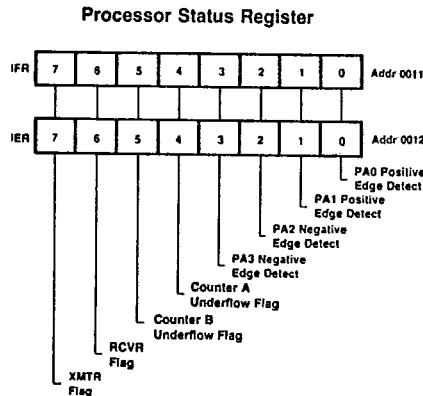 Processor Status Register
IFR 7 6 5 4 3 2 1 0 Addr 0011
IER 7 6 5 4 3 2 1 0 Addr 0012
PA0 Positive
Edge Detect
PA1 Positive
Edge Detect
PA2 Negative
Edge Detect
PA3 Negative
Edge Detect
Counter A
Underflow Flag
Counter B
Underflow Flag
RCVR
Flag
XMTR
Flag